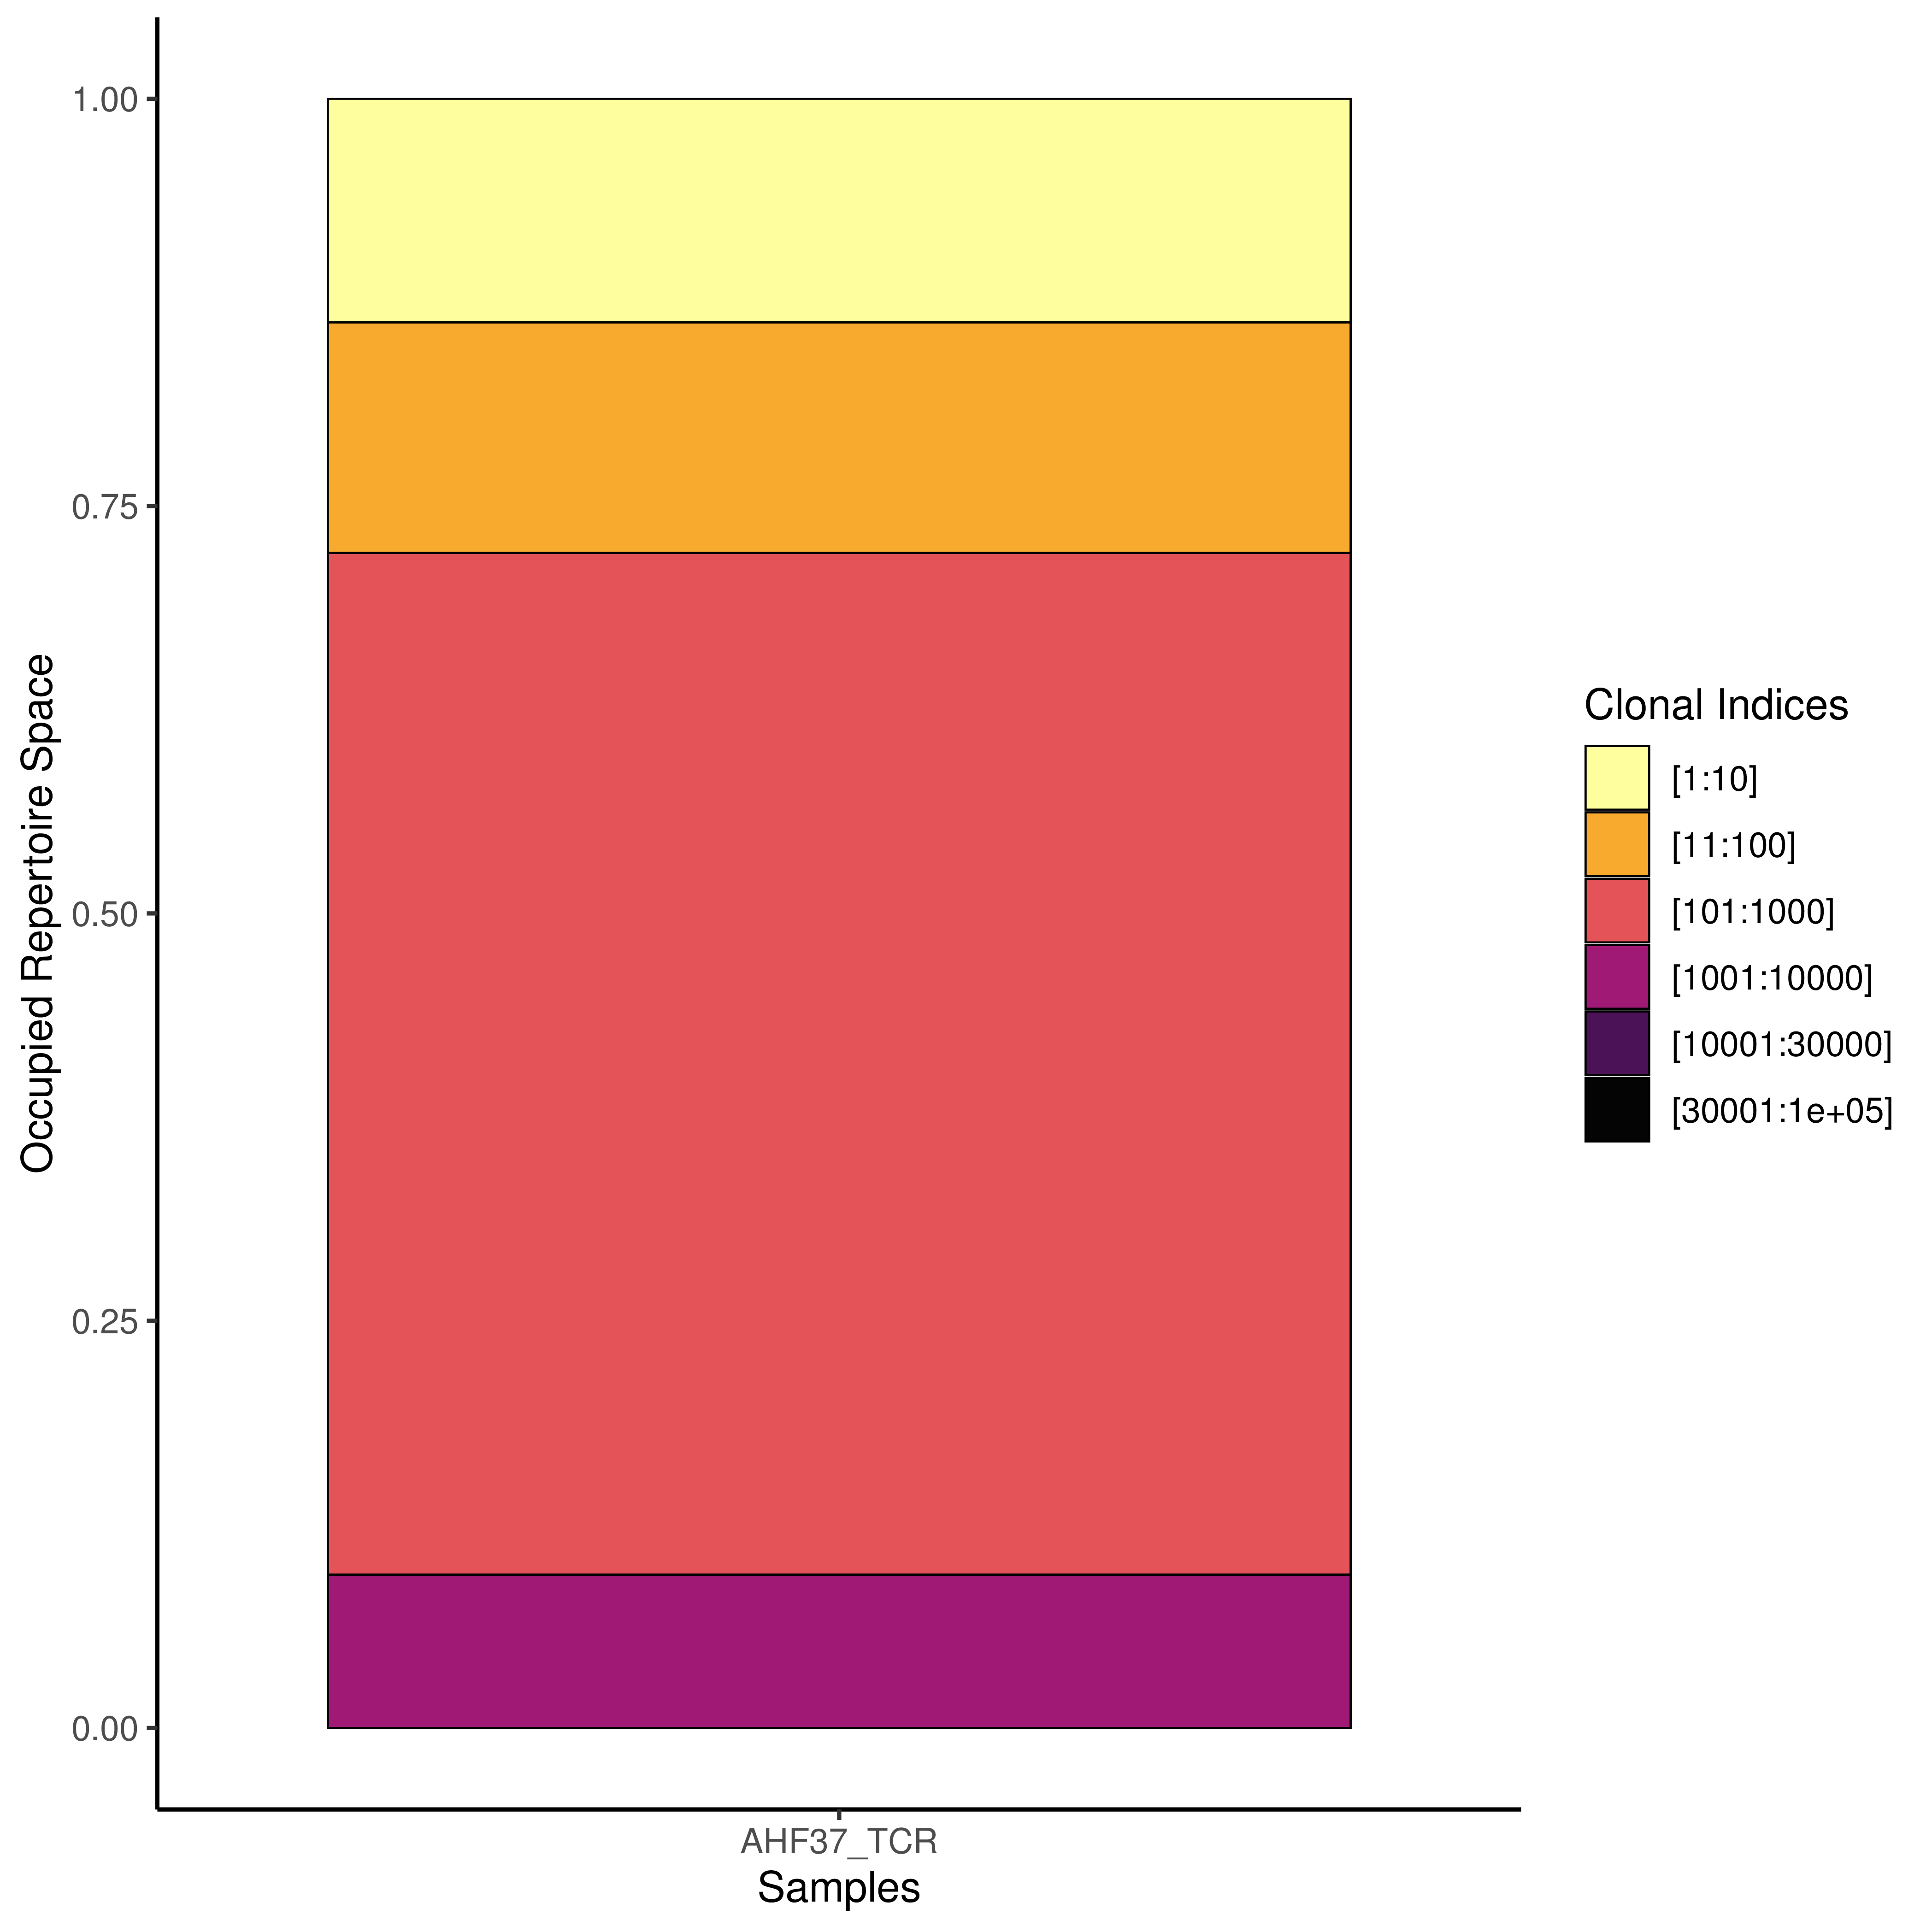 Occupied Repertoire Space
1.00
0.75
0.50
0.25
0.00
AHF37_TCR
Samples
Clonal Indices
[1:10]
[11:100]
[101:1000]
[1001:10000]
[10001:30000]
[30001:1e+05]